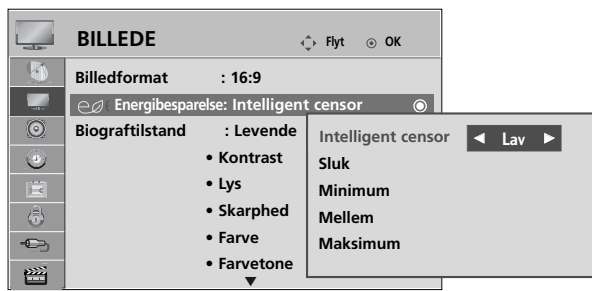 BILLEDE
Flyt
OK
Billedformat : 16:9
Energibesparelse: Intelligent censor
Biograftilstand : Levende
• Kontrast
• Lys
• Skarphed
• Farve
• Farvetone
Intelligent censor ◄ Lav ►
Sluk
Minimum
Mellem
Maksimum